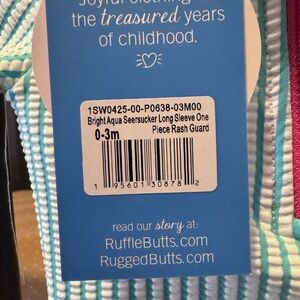 Joyful clothing for
the treasured years
of childhood.
1SW0425-00-P0638-03M00
Bright Aqua Seersucker Long Sleeve One
0-3m
Piece Rash Guard
1 95601 30878 2
read our story at:
RuffleButts.com
RuggedButts.com